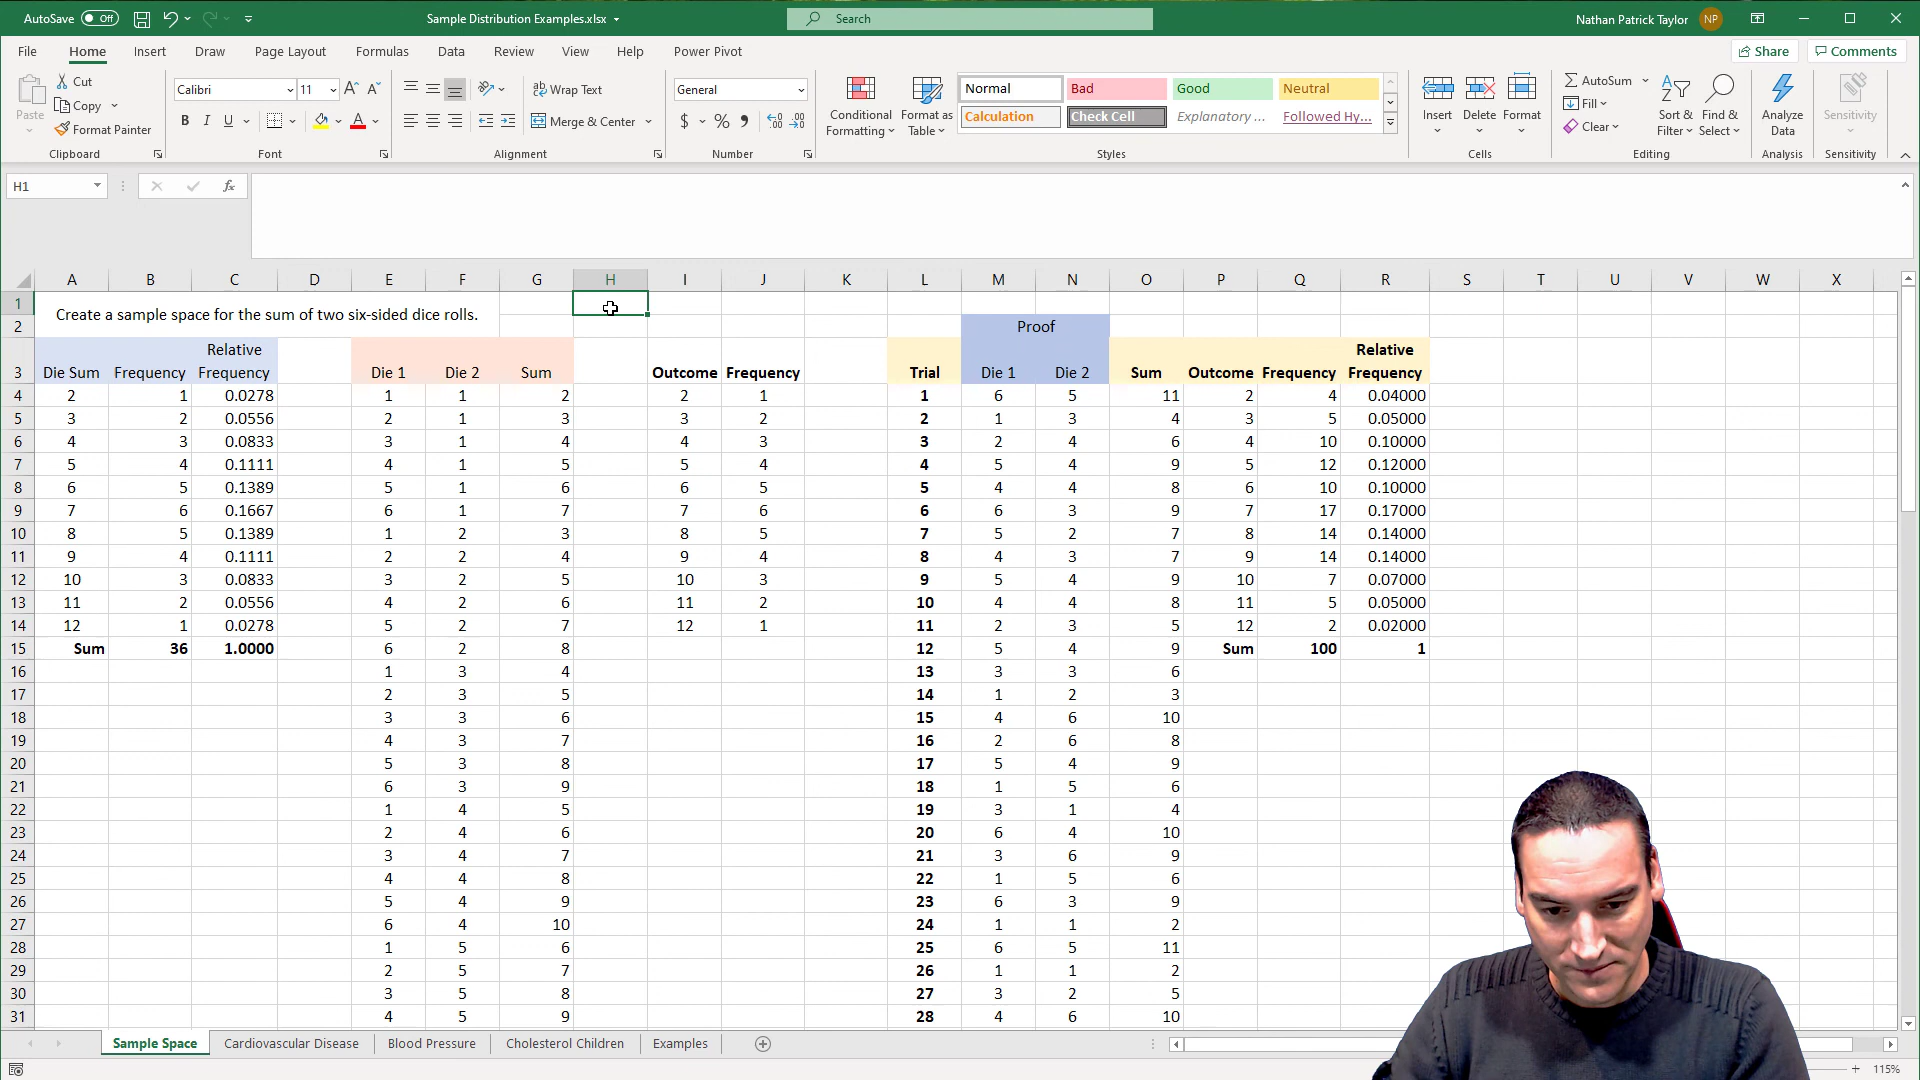 AutoSave Off
Sample Distribution Examples.xlsx
Search
Nathan Patrick Taylor NP
File Home Insert Draw Page Layout Formulas Data Review View Help Power Pivot
Share Comments
Paste
Cut
Copy
Format Painter
Clipboard
Calibri 11
B I U
Font
Wrap Text
Merge & Center
Alignment
General
$ % ,
Number
Conditional Formatting
Format as Table
Normal Bad Good Neutral
Calculation Check Cell Explanatory ... Followed Hy...
Styles
Insert Delete Format
Cells
AutoSum
Fill
Clear
Sort & Filter
Find & Select
Editing
Analyze Data
Analysis
Sensitivity
Sensitivity
H1
fx
A B C D E F G H I J K L M N O P Q R S T U V W X
1
Create a sample space for the sum of two six-sided dice rolls.
2 Proof
Relative Relative
3 Die Sum Frequency Frequency Die 1 Die 2 Sum Outcome Frequency Trial Die 1 Die 2 Sum Outcome Frequency Frequency
4 2 1 0.0278 1 1 2 2 1 1 6 5 11 2 4 0.04000
5 3 2 0.0556 2 1 3 3 2 2 1 3 4 3 5 0.05000
6 4 3 0.0833 3 1 4 4 3 3 2 4 6 4 10 0.10000
7 5 4 0.1111 4 1 5 5 4 4 5 4 9 5 12 0.12000
8 6 5 0.1389 5 1 6 6 5 5 4 4 8 6 10 0.10000
9 7 6 0.1667 6 1 7 7 6 6 6 3 9 7 17 0.17000
10 8 5 0.1389 1 2 3 8 5 7 5 2 7 8 14 0.14000
11 9 4 0.1111 2 2 4 9 4 8 4 3 7 9 14 0.14000
12 10 3 0.0833 3 2 5 10 3 9 5 4 9 10 7 0.07000
13 11 2 0.0556 4 2 6 11 2 10 4 4 8 11 5 0.05000
14 12 1 0.0278 5 2 7 12 1 11 2 3 5 12 2 0.02000
15 Sum 36 1.0000 6 2 8 12 5 4 9 Sum 100 1
16 1 3 4 13 3 3 6
17 2 3 5 14 1 2 3
18 3 3 6 15 4 6 10
19 4 3 7 16 2 6 8
20 5 3 8 17 5 4 9
21 6 3 9 18 1 5 6
22 1 4 5 19 3 1 4
23 2 4 6 20 6 4 10
24 3 4 7 21 3 6 9
25 4 4 8 22 1 5 6
26 5 4 9 23 6 3 9
27 6 4 10 24 1 1 2
28 1 5 6 25 6 5 11
29 2 5 7 26 1 1 2
30 3 5 8 27 3 2 5
31 4 5 9 28 4 6 10
Sample Space Cardiovascular Disease Blood Pressure Cholesterol Children Examples
115%